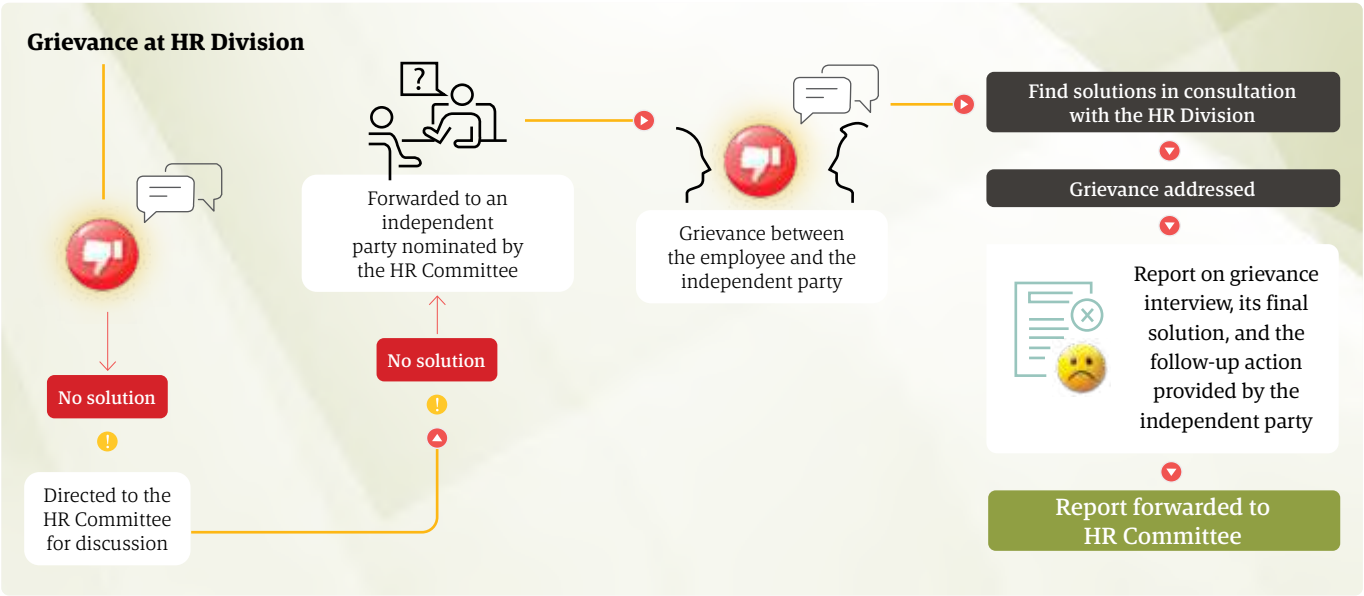 Grievance at HR Division
No solution
!
Directed to the
HR Committee
for discussion
No solution
!
?
Forwarded to an
independent
party nominated by
the HR Committee
Grievance between
the employee and the
independent party
Find solutions in consultation
with the HR Division
Grievance addressed
Report on grievance
interview, its final
solution, and the
follow-up action
provided by the
independent party
Report forwarded to
HR Committee